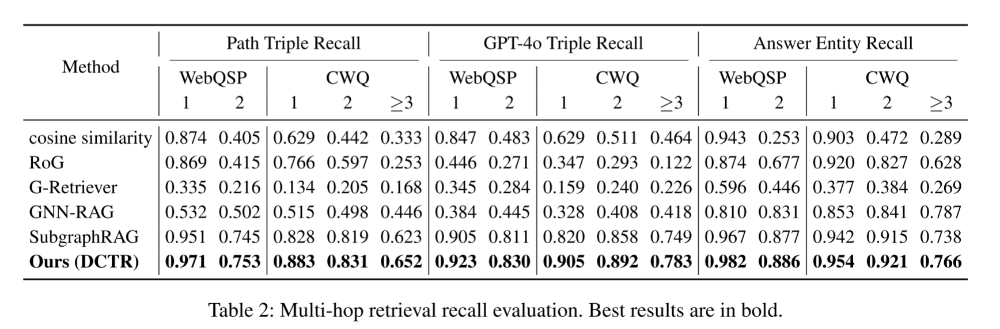 Method Path Triple Recall GPT-4o Triple Recall Answer Entity Recall
WebQSP CWQ WebQSP CWQ WebQSP CWQ
1 2 1 2 ≥3 1 2 1 2 ≥3 1 2 1 2 ≥3
cosine similarity 0.874 0.405 0.629 0.442 0.333 0.847 0.483 0.629 0.511 0.464 0.943 0.253 0.903 0.472 0.289
RoG 0.869 0.415 0.766 0.597 0.253 0.446 0.271 0.347 0.293 0.122 0.874 0.677 0.920 0.827 0.628
G-Retriever 0.335 0.216 0.134 0.205 0.168 0.345 0.284 0.159 0.240 0.226 0.596 0.446 0.377 0.384 0.269
GNN-RAG 0.532 0.502 0.515 0.498 0.446 0.384 0.445 0.328 0.408 0.418 0.810 0.831 0.853 0.841 0.787
SubgraphRAG 0.951 0.745 0.828 0.819 0.623 0.905 0.811 0.820 0.858 0.749 0.967 0.877 0.942 0.915 0.738
Ours (DCTR) 0.971 0.753 0.883 0.831 0.652 0.923 0.830 0.905 0.892 0.783 0.982 0.886 0.954 0.921 0.766
Table 2: Multi-hop retrieval recall evaluation. Best results are in bold.